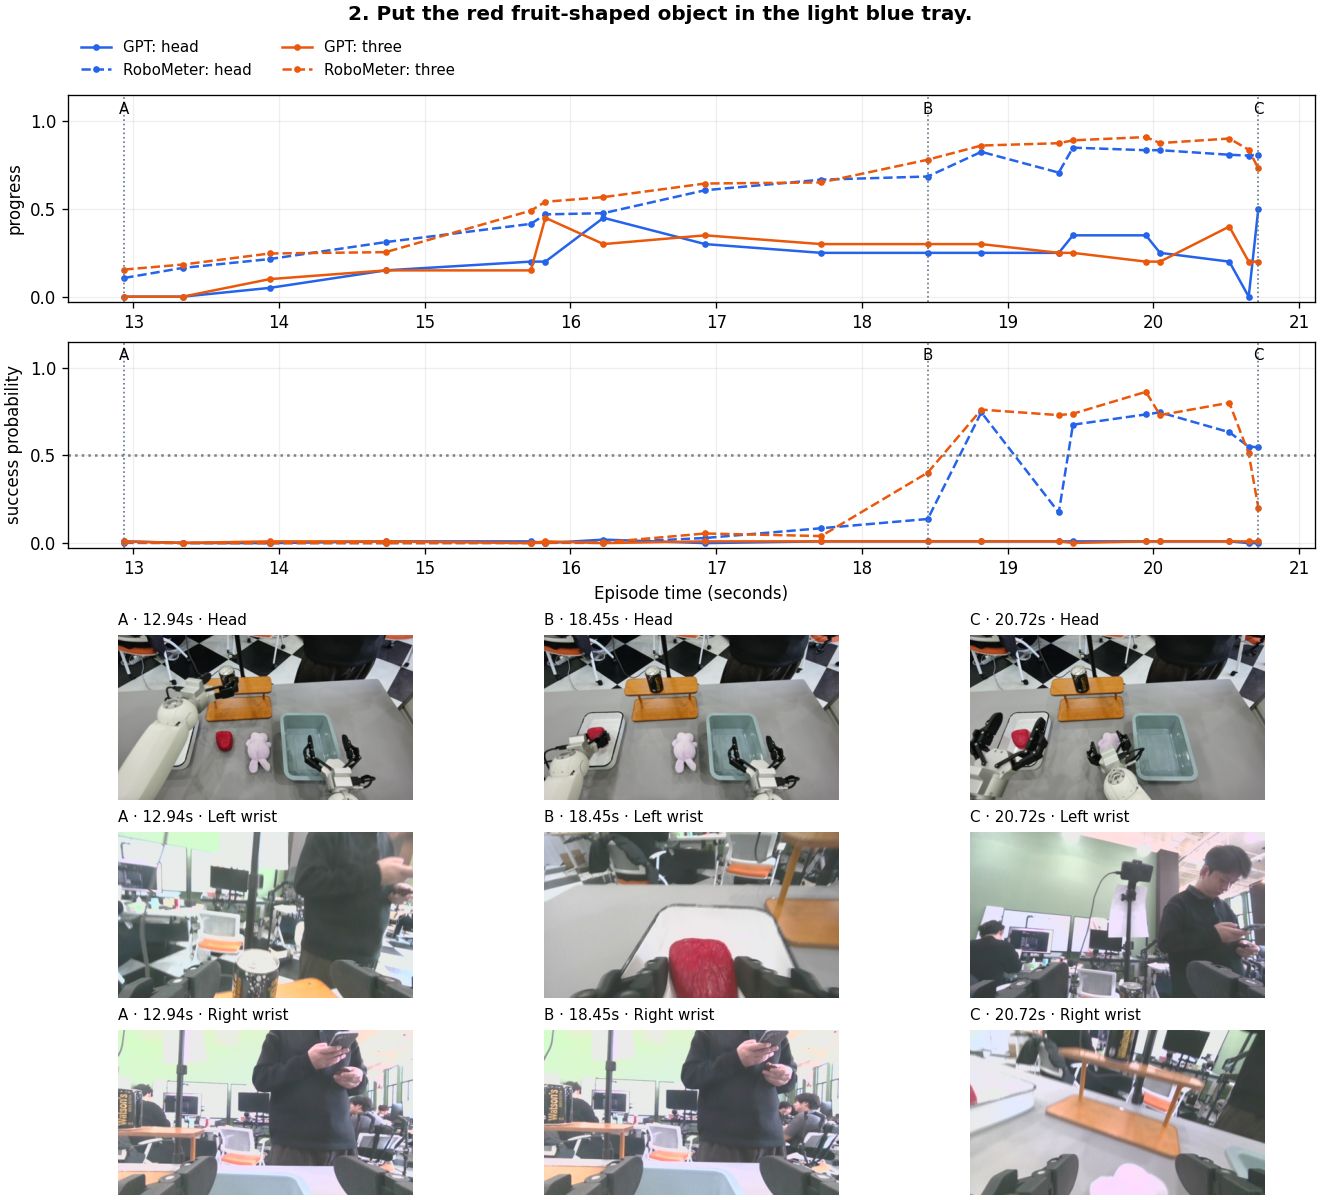 2. Put the red fruit-shaped object in the light blue tray.
GPT: head
GPT: three
RoboMeter: head
RoboMeter: three
A
B
C
1.0
0.5
0.0
progress
13
14
15
16
17
18
19
20
21
A
B
C
1.0
0.5
0.0
success probability
13
14
15
16
17
18
19
20
21
Episode time (seconds)
A · 12.94s · Head
B · 18.45s · Head
C · 20.72s · Head
A · 12.94s · Left wrist
B · 18.45s · Left wrist
C · 20.72s · Left wrist
A · 12.94s · Right wrist
B · 18.45s · Right wrist
C · 20.72s · Right wrist
Watson's
Watson's